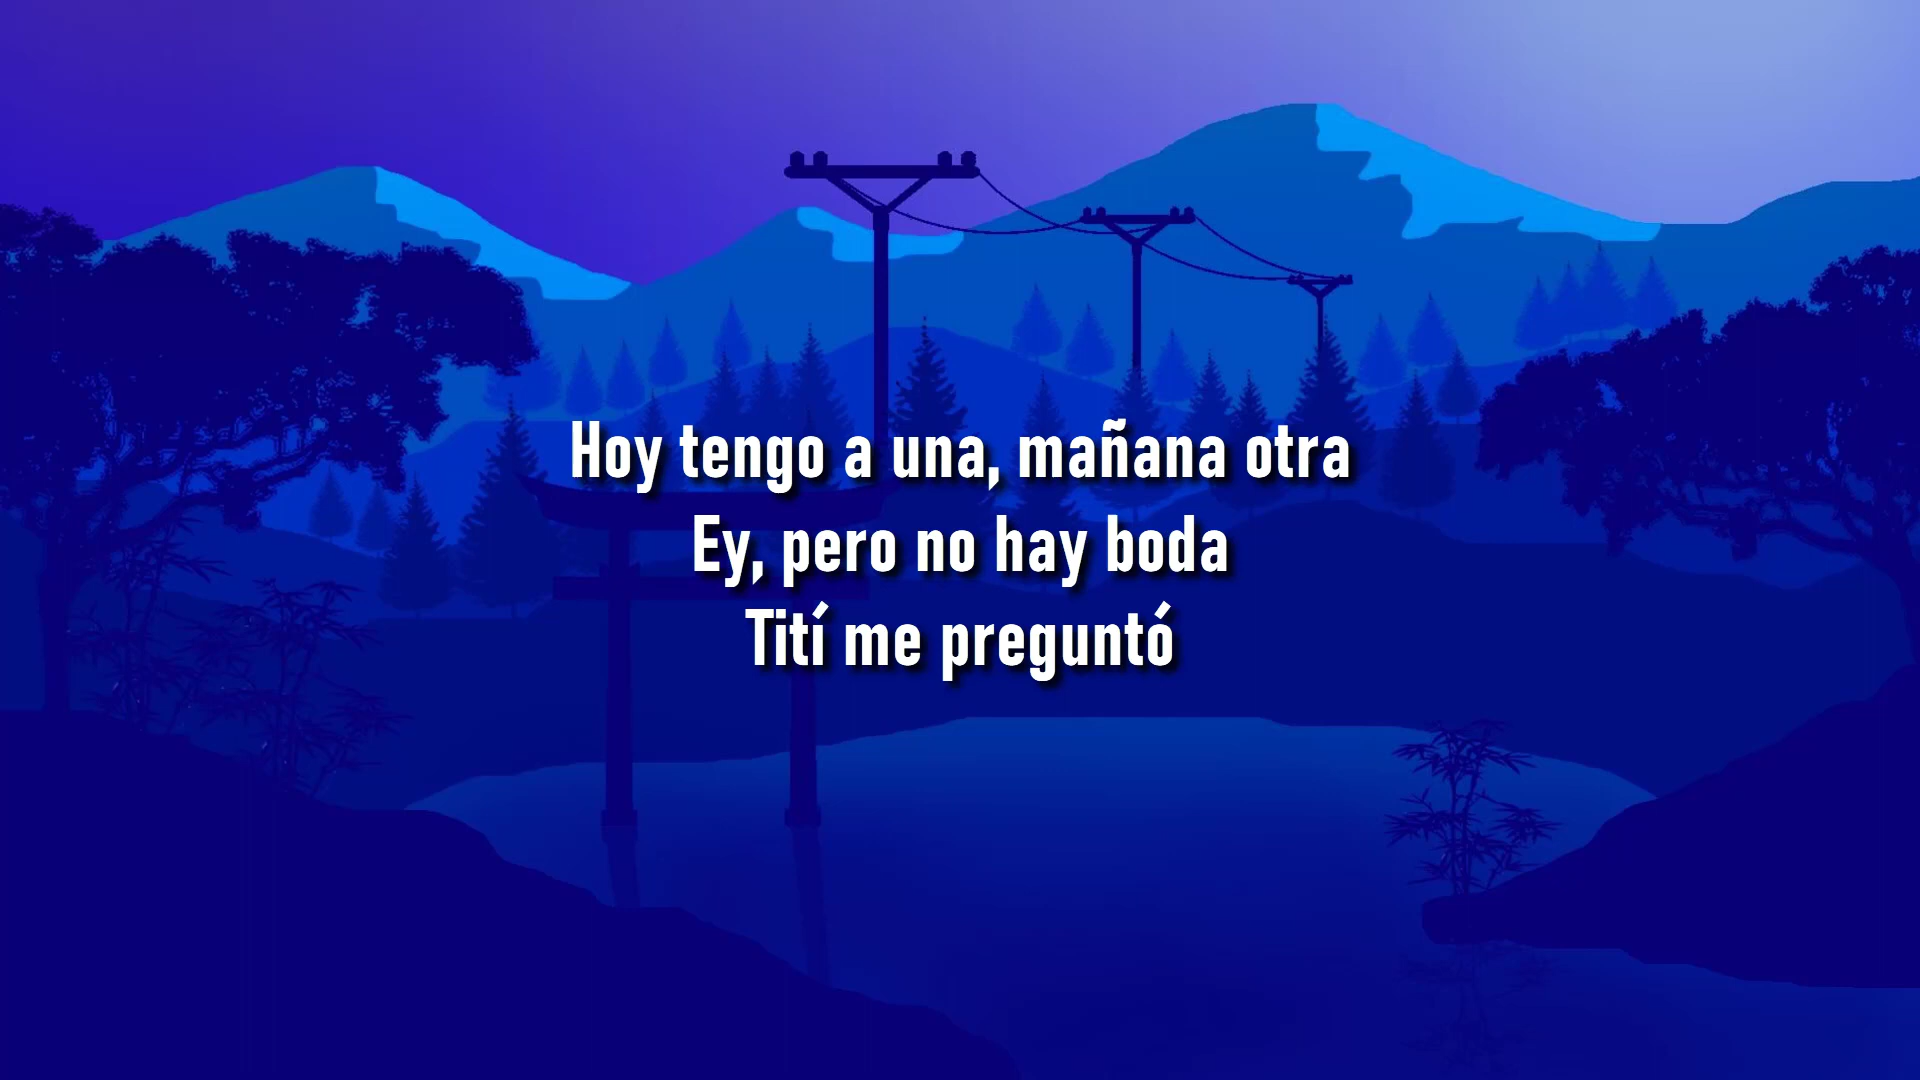 Hoy tengo a una, mañana otra
Ey, pero no hay boda
Tití me preguntó